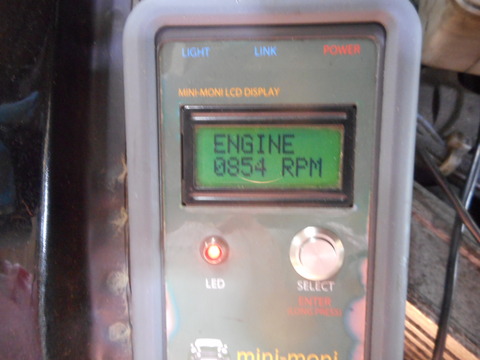 LIGHT LINK POWER
MINI-MONI LCD DISPLAY
ENGINE
0854 RPM
LED
SELECT
ENTER
mini-moni